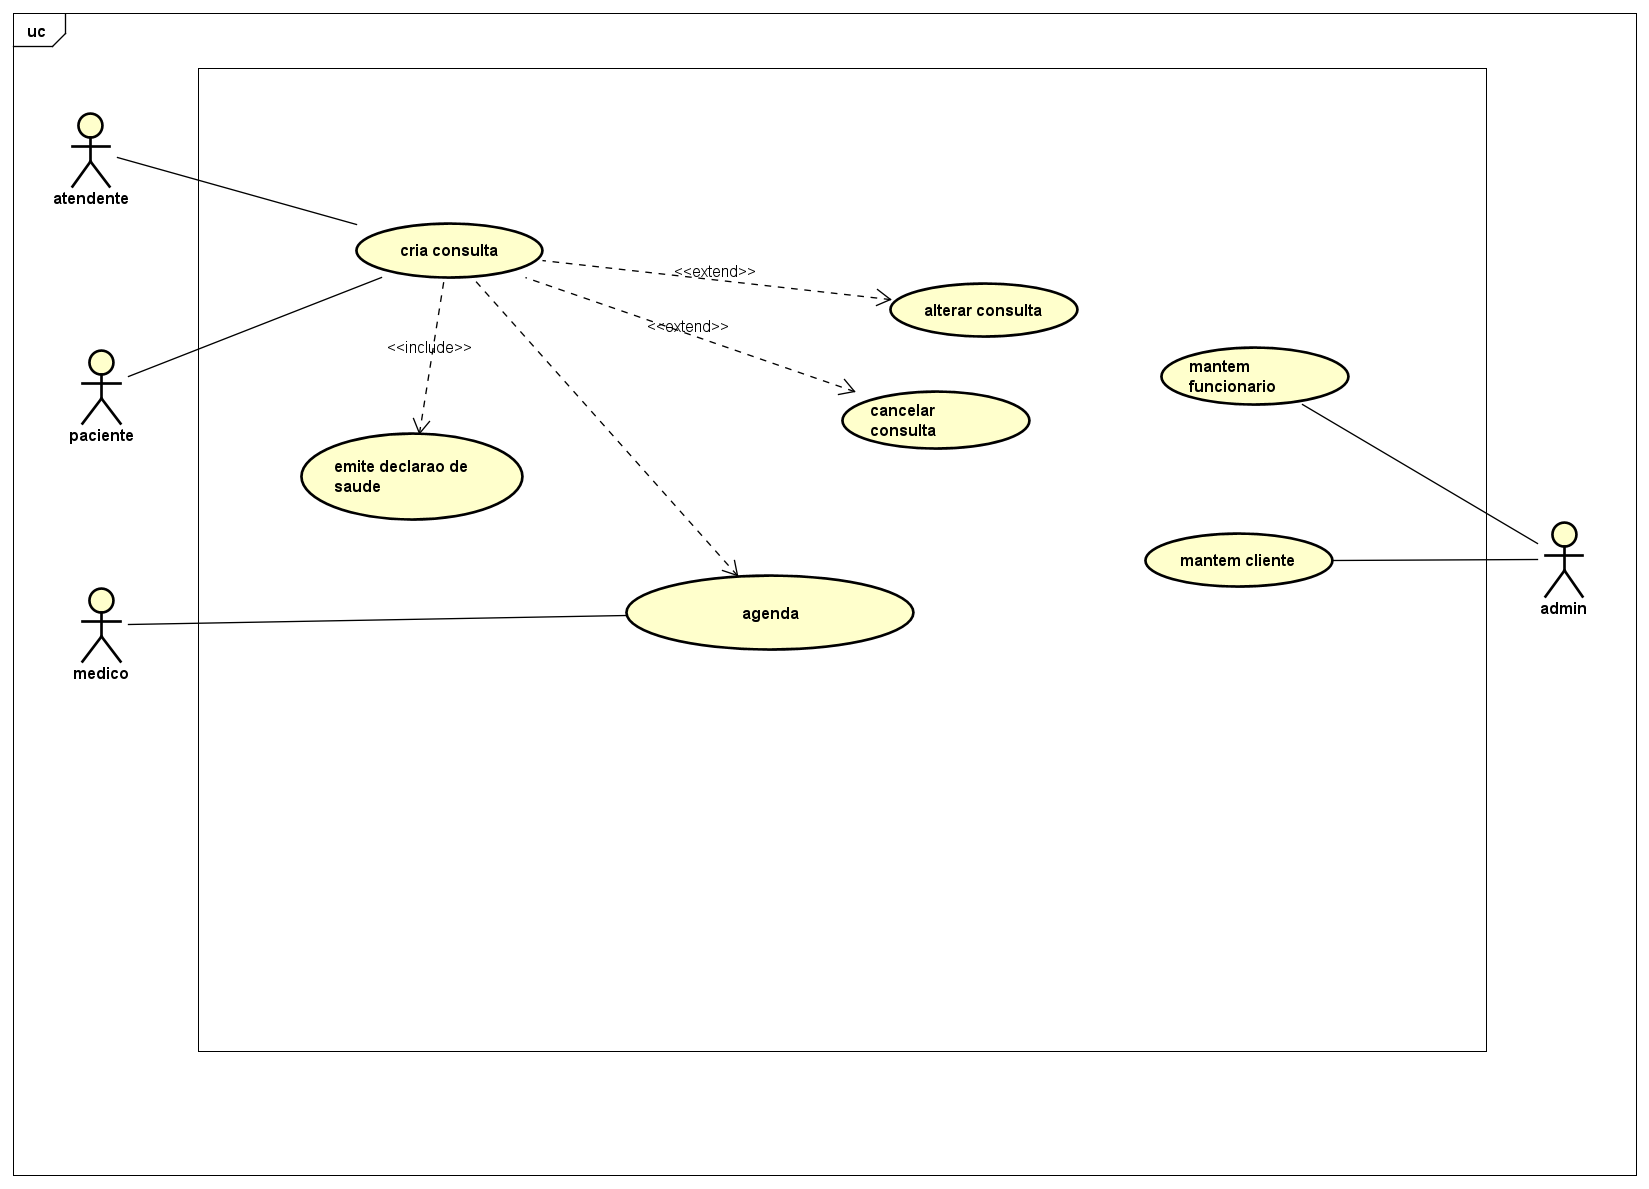 uc
atendente
cria consulta
<<extend>>
alterar consulta
<<extend>>
<<include>>
mantem
funcionario
cancelar
consulta
paciente
emite declarao de
saude
mantem cliente
admin
agenda
medico